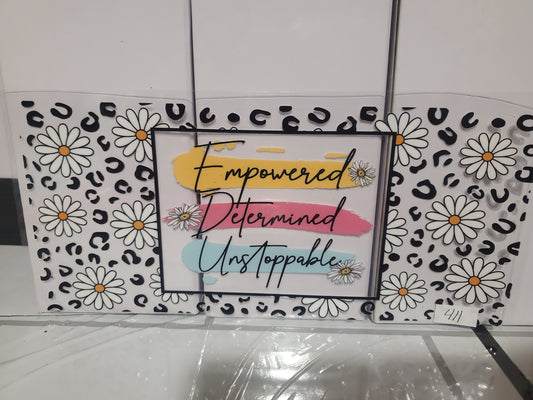 Empowered
Determined
Unstoppable
411